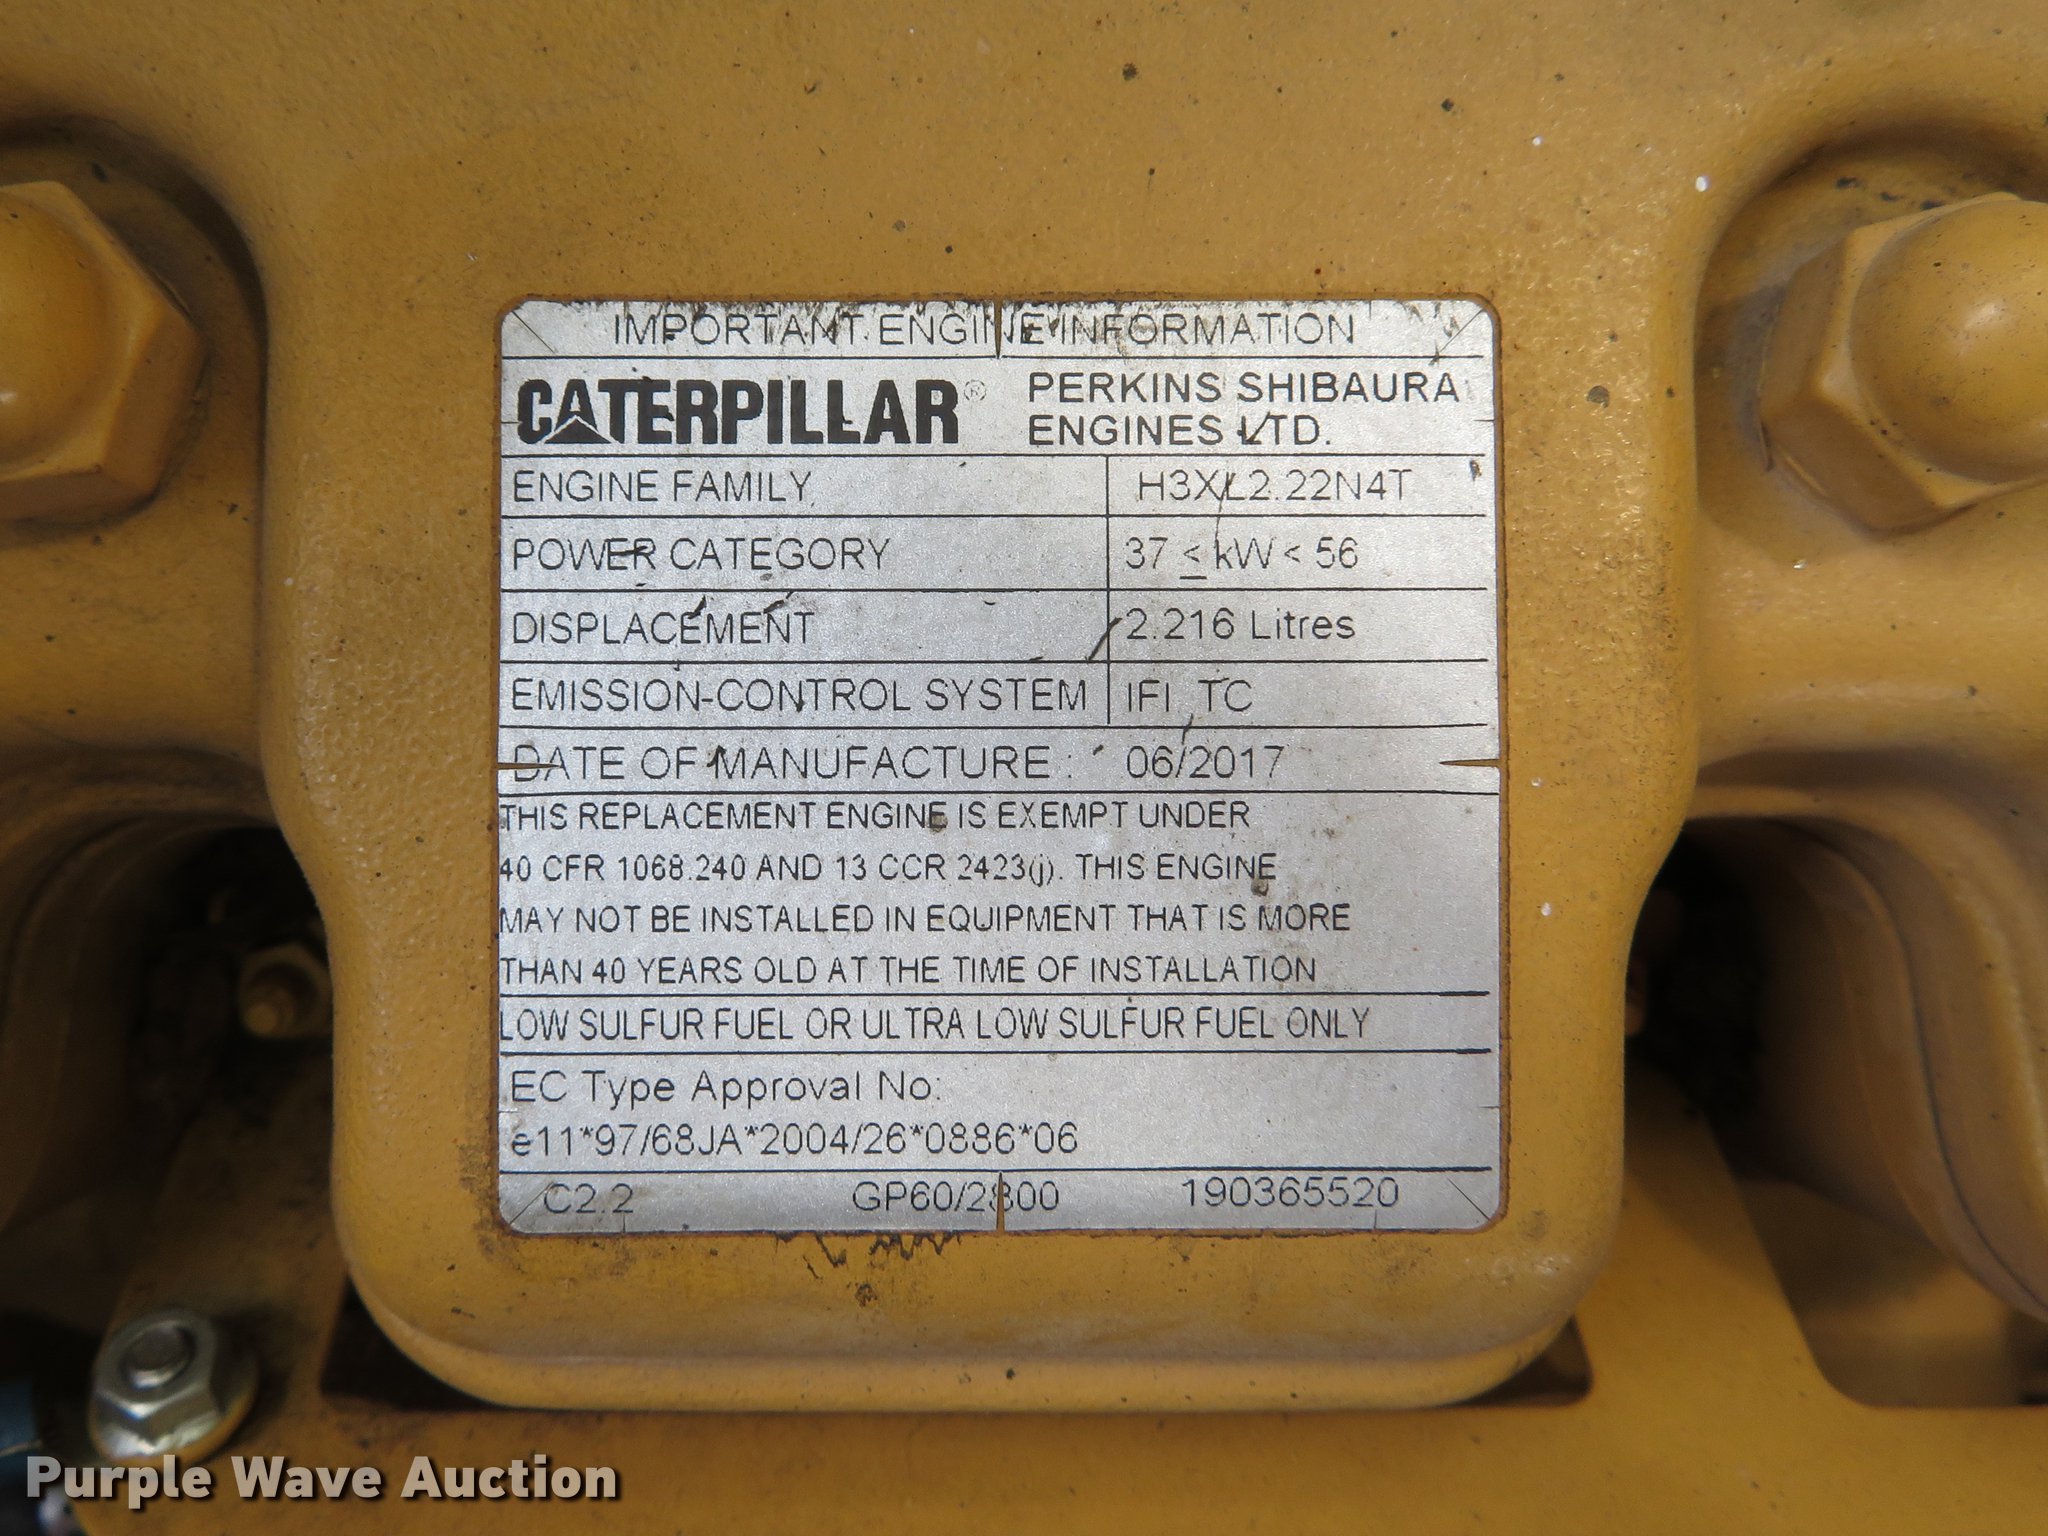 IMPORTANT ENGINE INFORMATION
CATERPILLAR® PERKINS SHIBAURA
ENGINES LTD.
ENGINE FAMILY H3XL2.22N4T
POWER CATEGORY 37 ≤ kW < 56
DISPLACEMENT 2.216 Litres
EMISSION-CONTROL SYSTEM IFI TC
DATE OF MANUFACTURE : 06/2017
THIS REPLACEMENT ENGINE IS EXEMPT UNDER
40 CFR 1068.240 AND 13 CCR 2423(j). THIS ENGINE
MAY NOT BE INSTALLED IN EQUIPMENT THAT IS MORE
THAN 40 YEARS OLD AT THE TIME OF INSTALLATION
LOW SULFUR FUEL OR ULTRA LOW SULFUR FUEL ONLY
EC Type Approval No:
e11*97/68JA*2004/26*0886*06
C2.2 GP60/2800 190365520
Purple Wave Auction